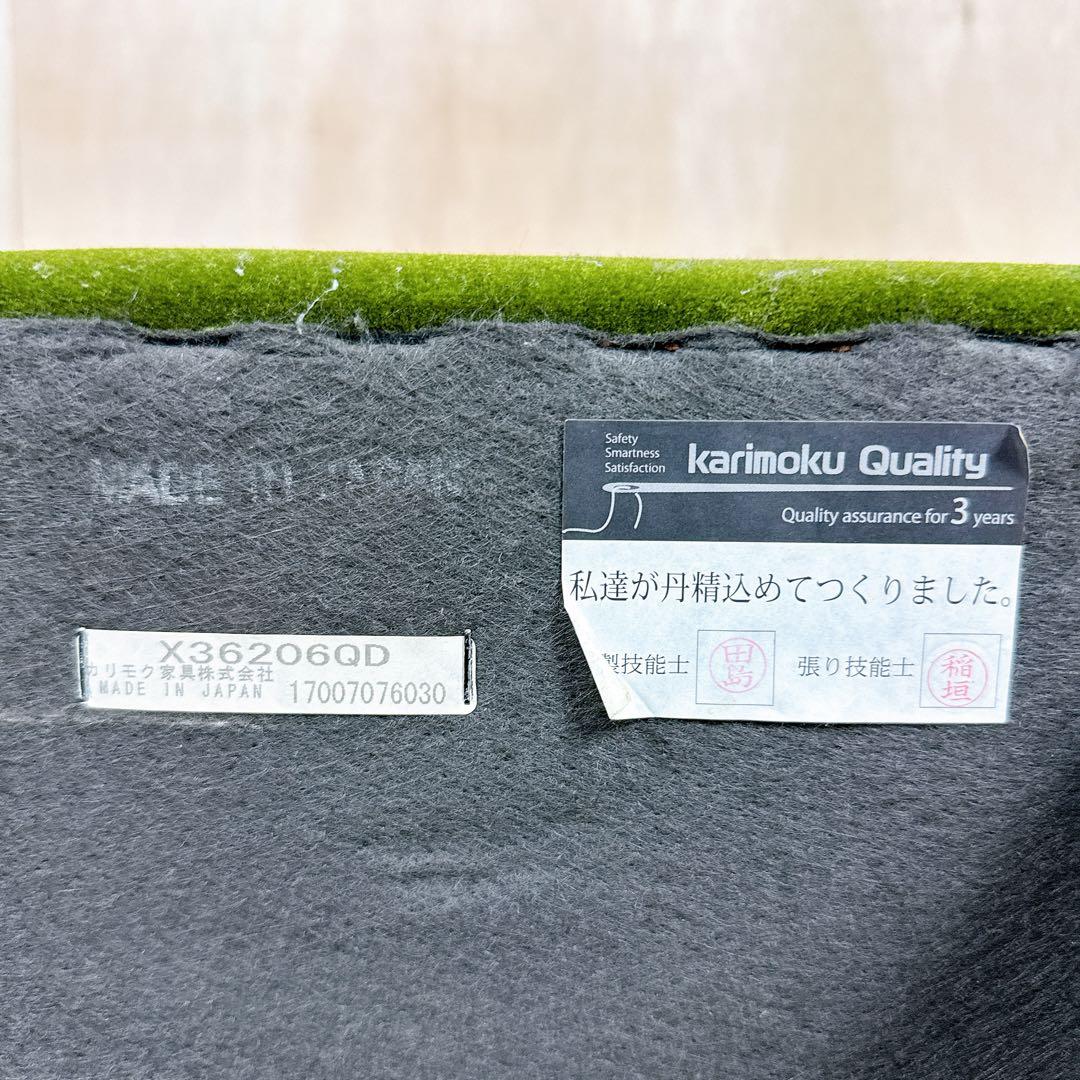 MADE IN JAPAN
X36206QD
カリモク家具株式会社
MADE IN JAPAN 17007076030
Safety
Smartness
Satisfaction
karimoku Quality
Quality assurance for 3 years
私達が丹精込めてつくりました。
製技能士 田島 張り技能士 稲垣